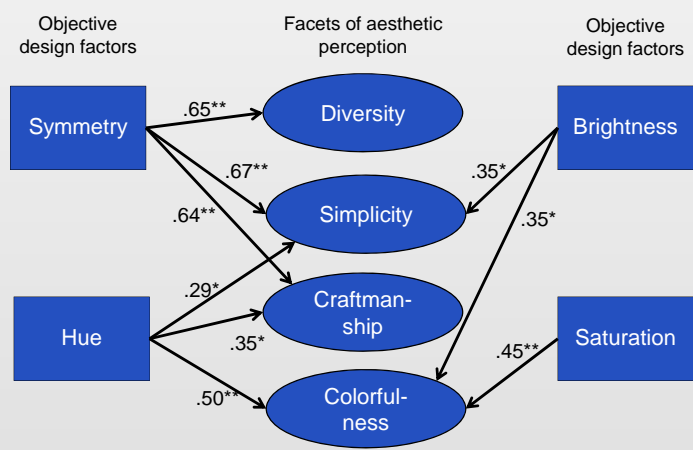 Objective
design factors
Facets of aesthetic
perception
Objective
design factors
Symmetry
.65**
Diversity
Brightness
.67**
Simplicity
.35*
.64**
.35*
Hue
.29*
Craftman-
ship
Saturation
.35*
.45**
.50**
Colorful-
ness